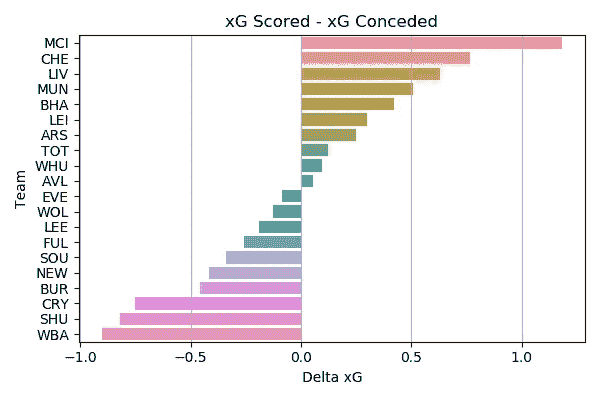 xG Scored - xG Conceded
MCI
CHE
LIV
MUN
BHA
LEI
ARS
TOT
WHU
AVL
EVE
WOL
LEE
FUL
SOU
NEW
BUR
CRY
SHU
WBA
Team
−1.0 −0.5 0.0 0.5 1.0
Delta xG